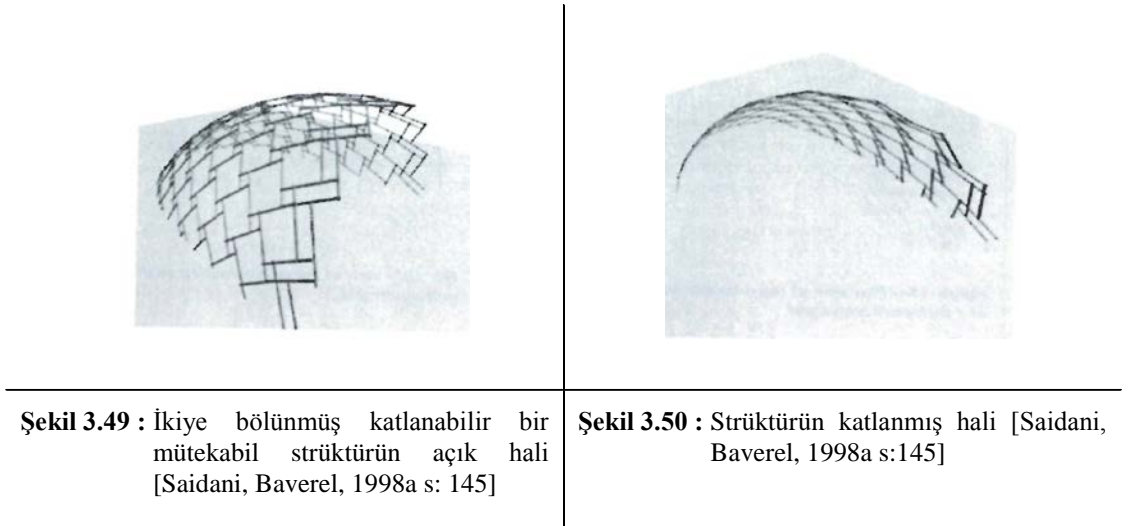 Şekil 3.49 : İkiye bölünmüş katlanabilir bir
mütekabil strüktürün açık hali
[Saidani, Baverel, 1998a s: 145]
Şekil 3.50 : Strüktürün katlanmış hali [Saidani,
Baverel, 1998a s:145]